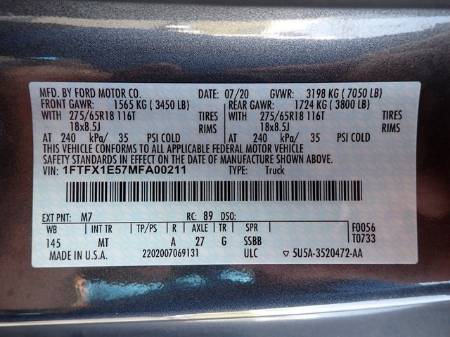 MFD. BY FORD MOTOR CO. 07/20 GVWR: 3198 KG (7050 LB)
FRONT GAWR: 1565 KG (3450 LB) REAR GAWR: 1724 KG (3800 LB)
WITH 275/65R18 116T TIRES WITH 275/65R18 116T TIRES
18x8.5J RIMS 18x8.5J RIMS
AT 240 kPa/ 35 PSI COLD AT 240 kPa/ 35 PSI COLD
THIS VEHICLE CONFORMS TO ALL APPLICABLE FEDERAL MOTOR VEHICLE
SAFETY STANDARDS IN EFFECT ON THE DATE OF MANUFACTURE SHOWN ABOVE.
VIN: 1FTFX1E57MFA00211 TYPE: Truck
EXT PNT: M7 RC: 89 DSO: F0056
WB INT TR TP/PS R AXLE TR SPR T0733
145 MT A 27 G SSBB
MADE IN U.S.A. 2202007069131 ULC 5U5A-3520472-AA